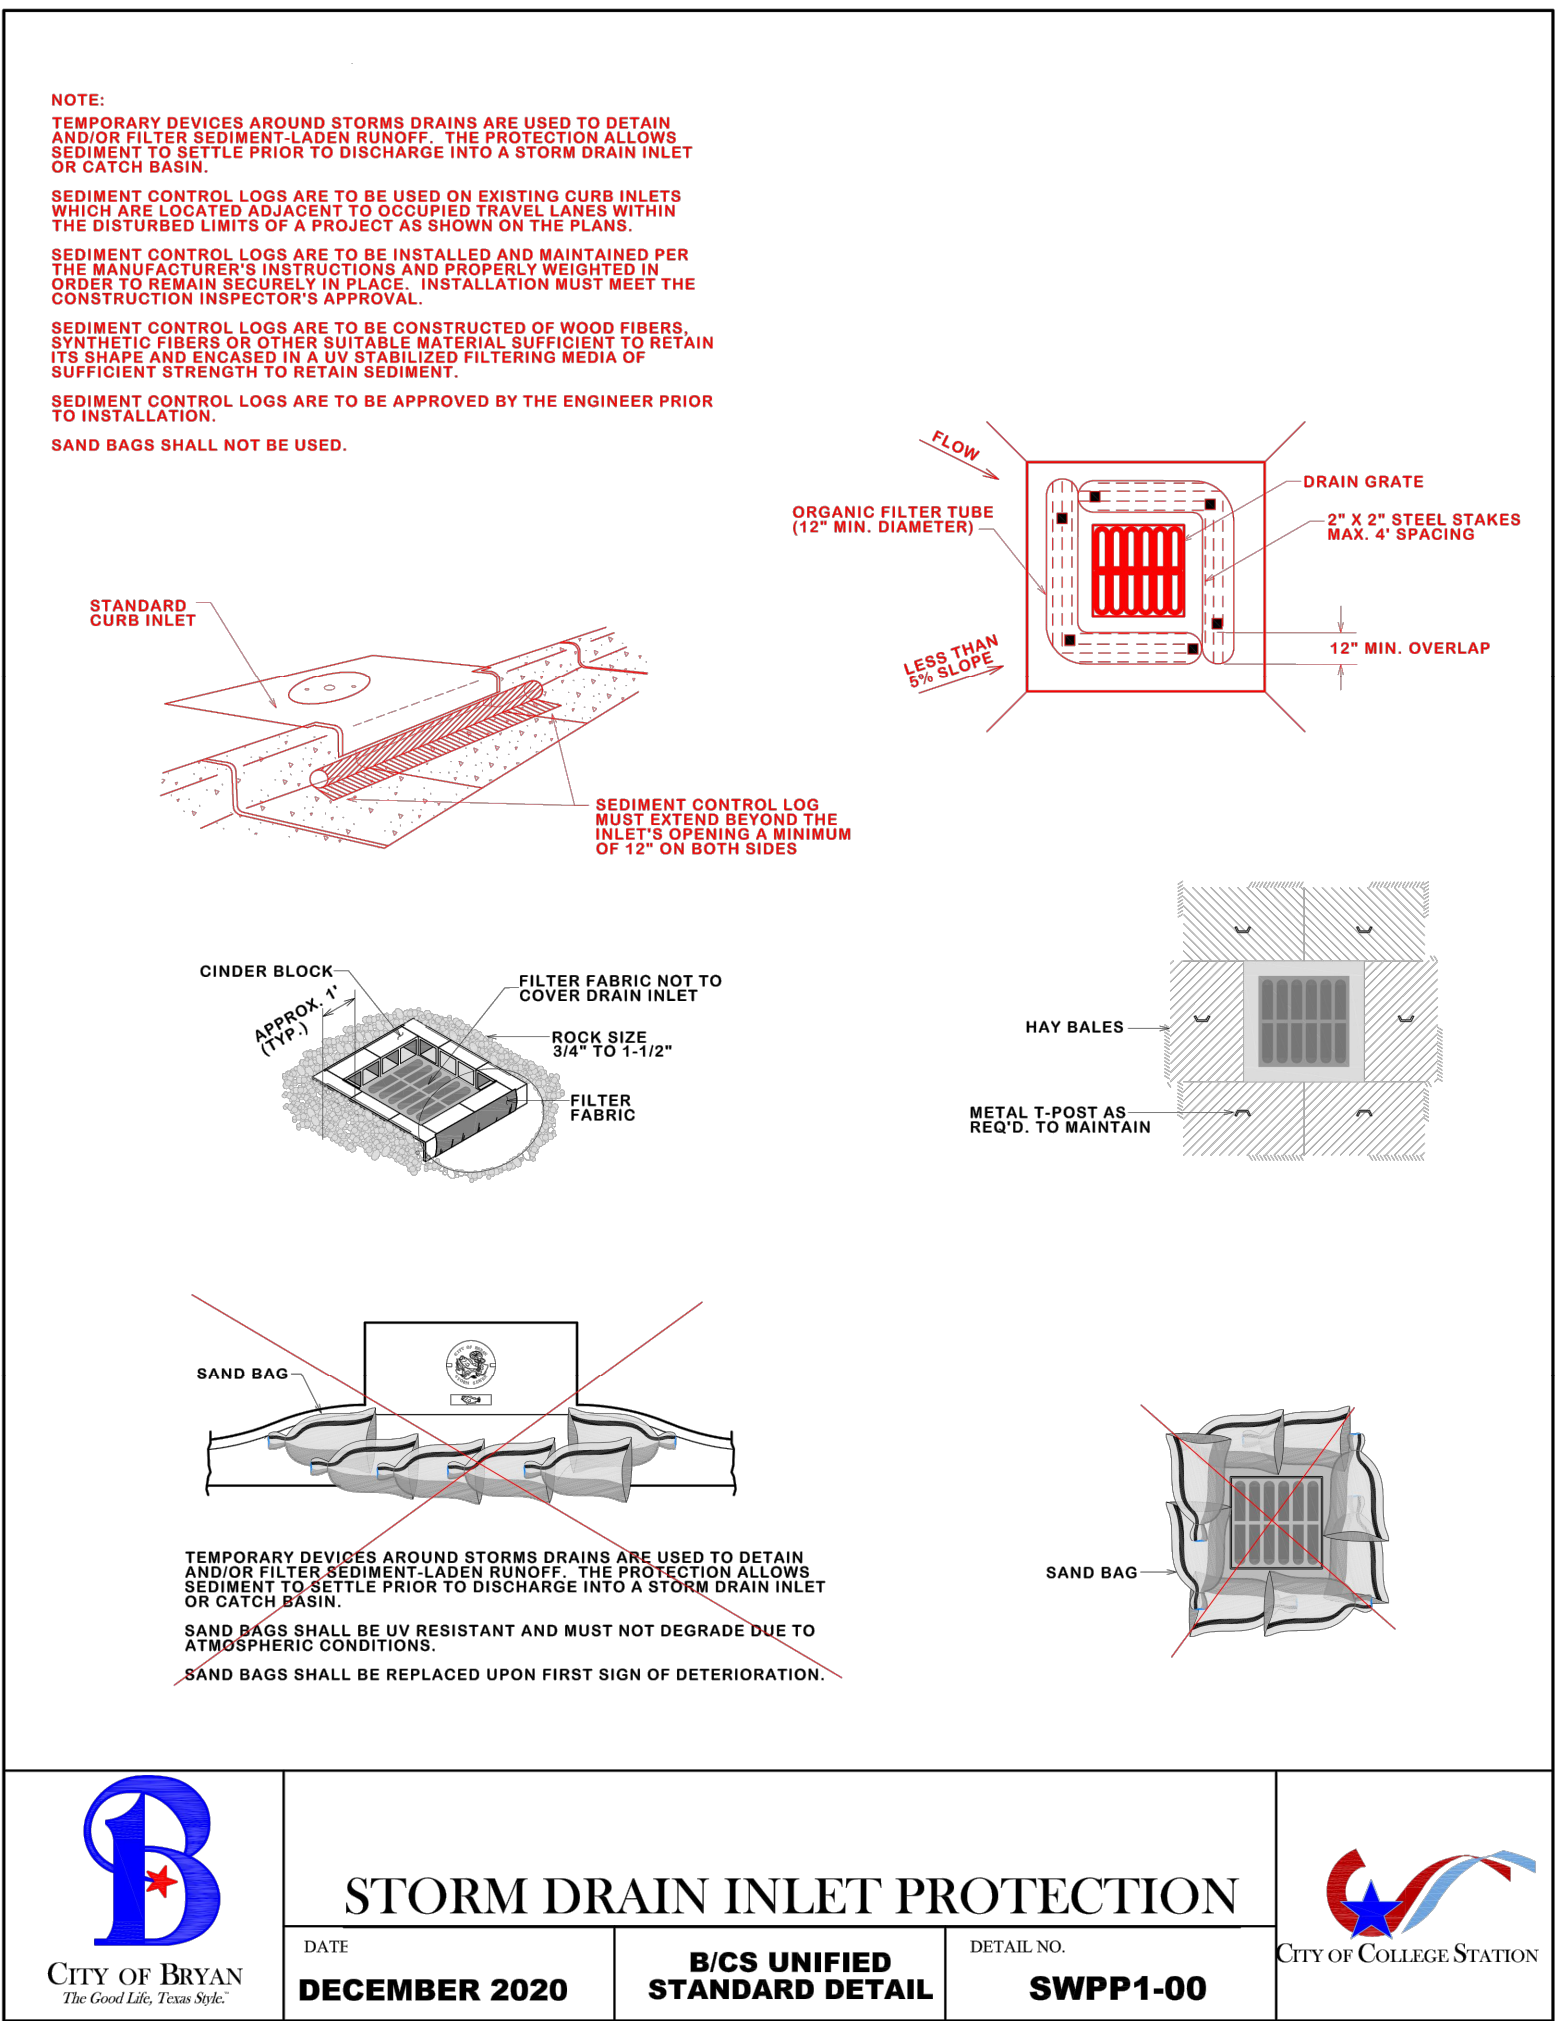 NOTE:
TEMPORARY DEVICES AROUND STORMS DRAINS ARE USED TO DETAIN
AND/OR FILTER SEDIMENT-LADEN RUNOFF. THE PROTECTION ALLOWS
SEDIMENT TO SETTLE PRIOR TO DISCHARGE INTO A STORM DRAIN INLET
OR CATCH BASIN.
SEDIMENT CONTROL LOGS ARE TO BE USED ON EXISTING CURB INLETS
WHICH ARE LOCATED ADJACENT TO OCCUPIED TRAVEL LANES WITHIN
THE DISTURBED LIMITS OF A PROJECT AS SHOWN ON THE PLANS.
SEDIMENT CONTROL LOGS ARE TO BE INSTALLED AND MAINTAINED PER
THE MANUFACTURER'S INSTRUCTIONS AND PROPERLY WEIGHTED IN
ORDER TO REMAIN SECURELY IN PLACE. INSTALLATION MUST MEET THE
CONSTRUCTION INSPECTOR'S APPROVAL.
SEDIMENT CONTROL LOGS ARE TO BE CONSTRUCTED OF WOOD FIBERS,
SYNTHETIC FIBERS OR OTHER SUITABLE MATERIAL SUFFICIENT TO RETAIN
ITS SHAPE AND ENCASED IN A UV STABILIZED FILTERING MEDIA OF
SUFFICIENT STRENGTH TO RETAIN SEDIMENT.
SEDIMENT CONTROL LOGS ARE TO BE APPROVED BY THE ENGINEER PRIOR
TO INSTALLATION.
SAND BAGS SHALL NOT BE USED.
FLOW
DRAIN GRATE
ORGANIC FILTER TUBE
(12" MIN. DIAMETER)
2" X 2" STEEL STAKES
MAX. 4' SPACING
LESS THAN
5% SLOPE
12" MIN. OVERLAP
STANDARD
CURB INLET
SEDIMENT CONTROL LOG
MUST EXTEND BEYOND THE
INLET'S OPENING A MINIMUM
OF 12" ON BOTH SIDES
CINDER BLOCK
APPROX. 1'
(TYP.)
FILTER FABRIC NOT TO
COVER DRAIN INLET
ROCK SIZE
3/4" TO 1-1/2"
FILTER
FABRIC
HAY BALES
METAL T-POST AS
REQ'D. TO MAINTAIN
SAND BAG
TEMPORARY DEVICES AROUND STORMS DRAINS ARE USED TO DETAIN
AND/OR FILTER SEDIMENT-LADEN RUNOFF. THE PROTECTION ALLOWS
SEDIMENT TO SETTLE PRIOR TO DISCHARGE INTO A STORM DRAIN INLET
OR CATCH BASIN.
SAND BAGS SHALL BE UV RESISTANT AND MUST NOT DEGRADE DUE TO
ATMOSPHERIC CONDITIONS.
SAND BAGS SHALL BE REPLACED UPON FIRST SIGN OF DETERIORATION.
SAND BAG
CITY OF BRYAN
The Good Life, Texas Style.™
STORM DRAIN INLET PROTECTION
DATE
DECEMBER 2020
B/CS UNIFIED
STANDARD DETAIL
DETAIL NO.
SWPP1-00
CITY OF COLLEGE STATION